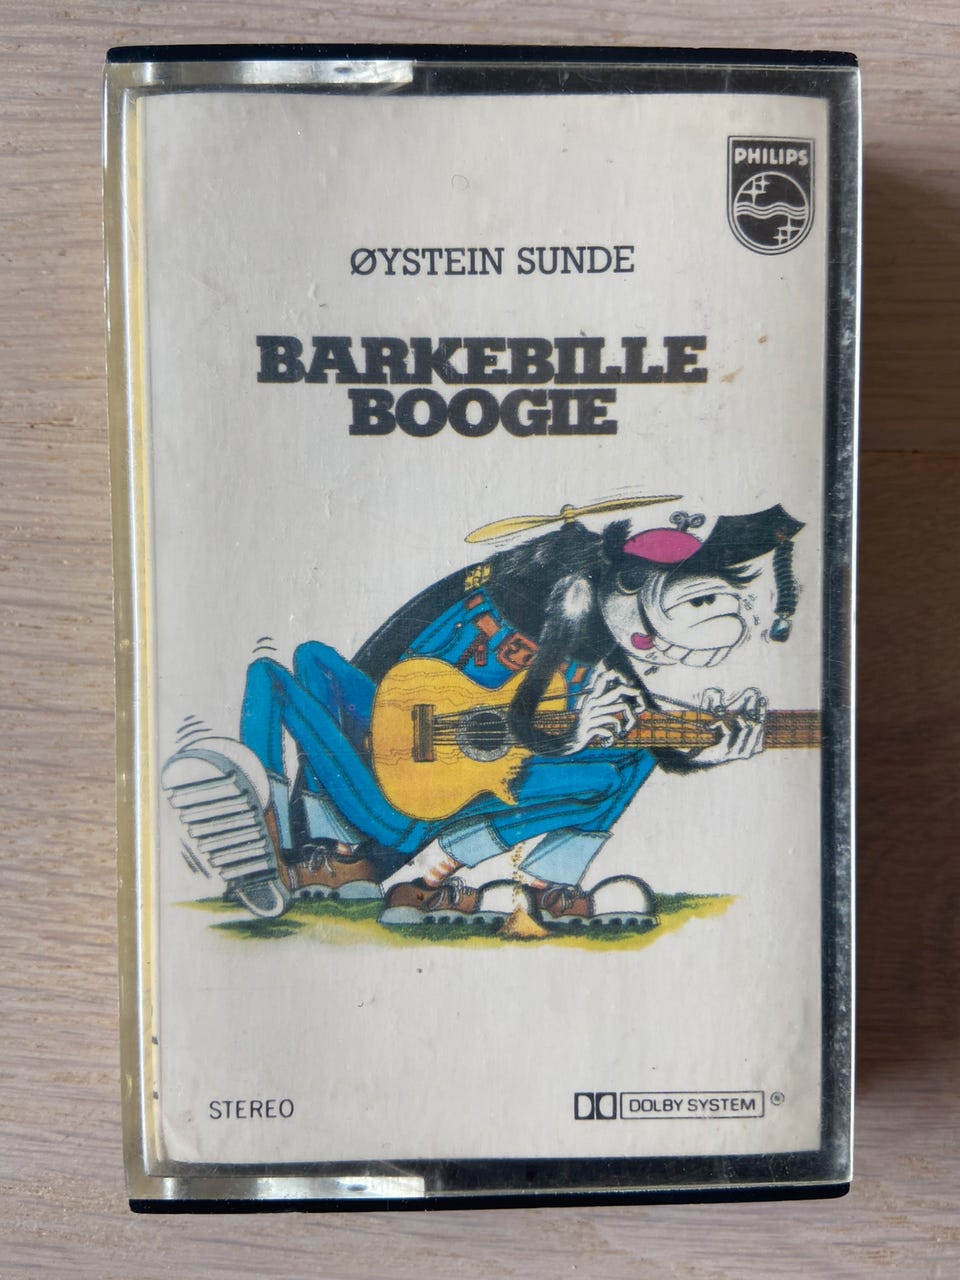 PHILIPS
ØYSTEIN SUNDE
BARKEBILLE
BOOGIE
STEREO
DOLBY SYSTEM